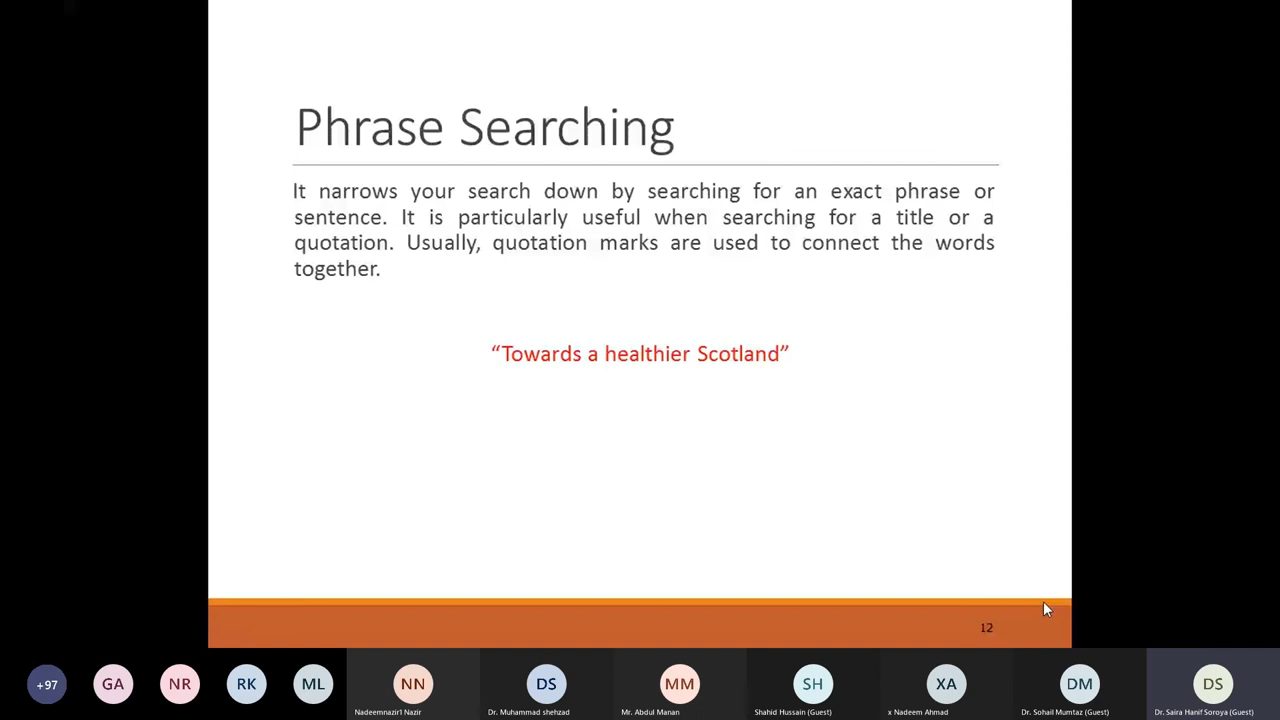 Phrase Searching
It narrows your search down by searching for an exact phrase or
sentence. It is particularly useful when searching for a title or a
quotation. Usually, quotation marks are used to connect the words
together.
“Towards a healthier Scotland”
12
+97 GA NR RK ML NN DS MM SH XA DM DS
Nadeemnazir1 Nazir Dr. Muhammad shehzad Mr. Abdul Manan Shahid Hussain (Guest) x Nadeem Ahmad Dr. Sohail Mumtaz (Guest) Dr. Saira Hanif Soroya (Guest)